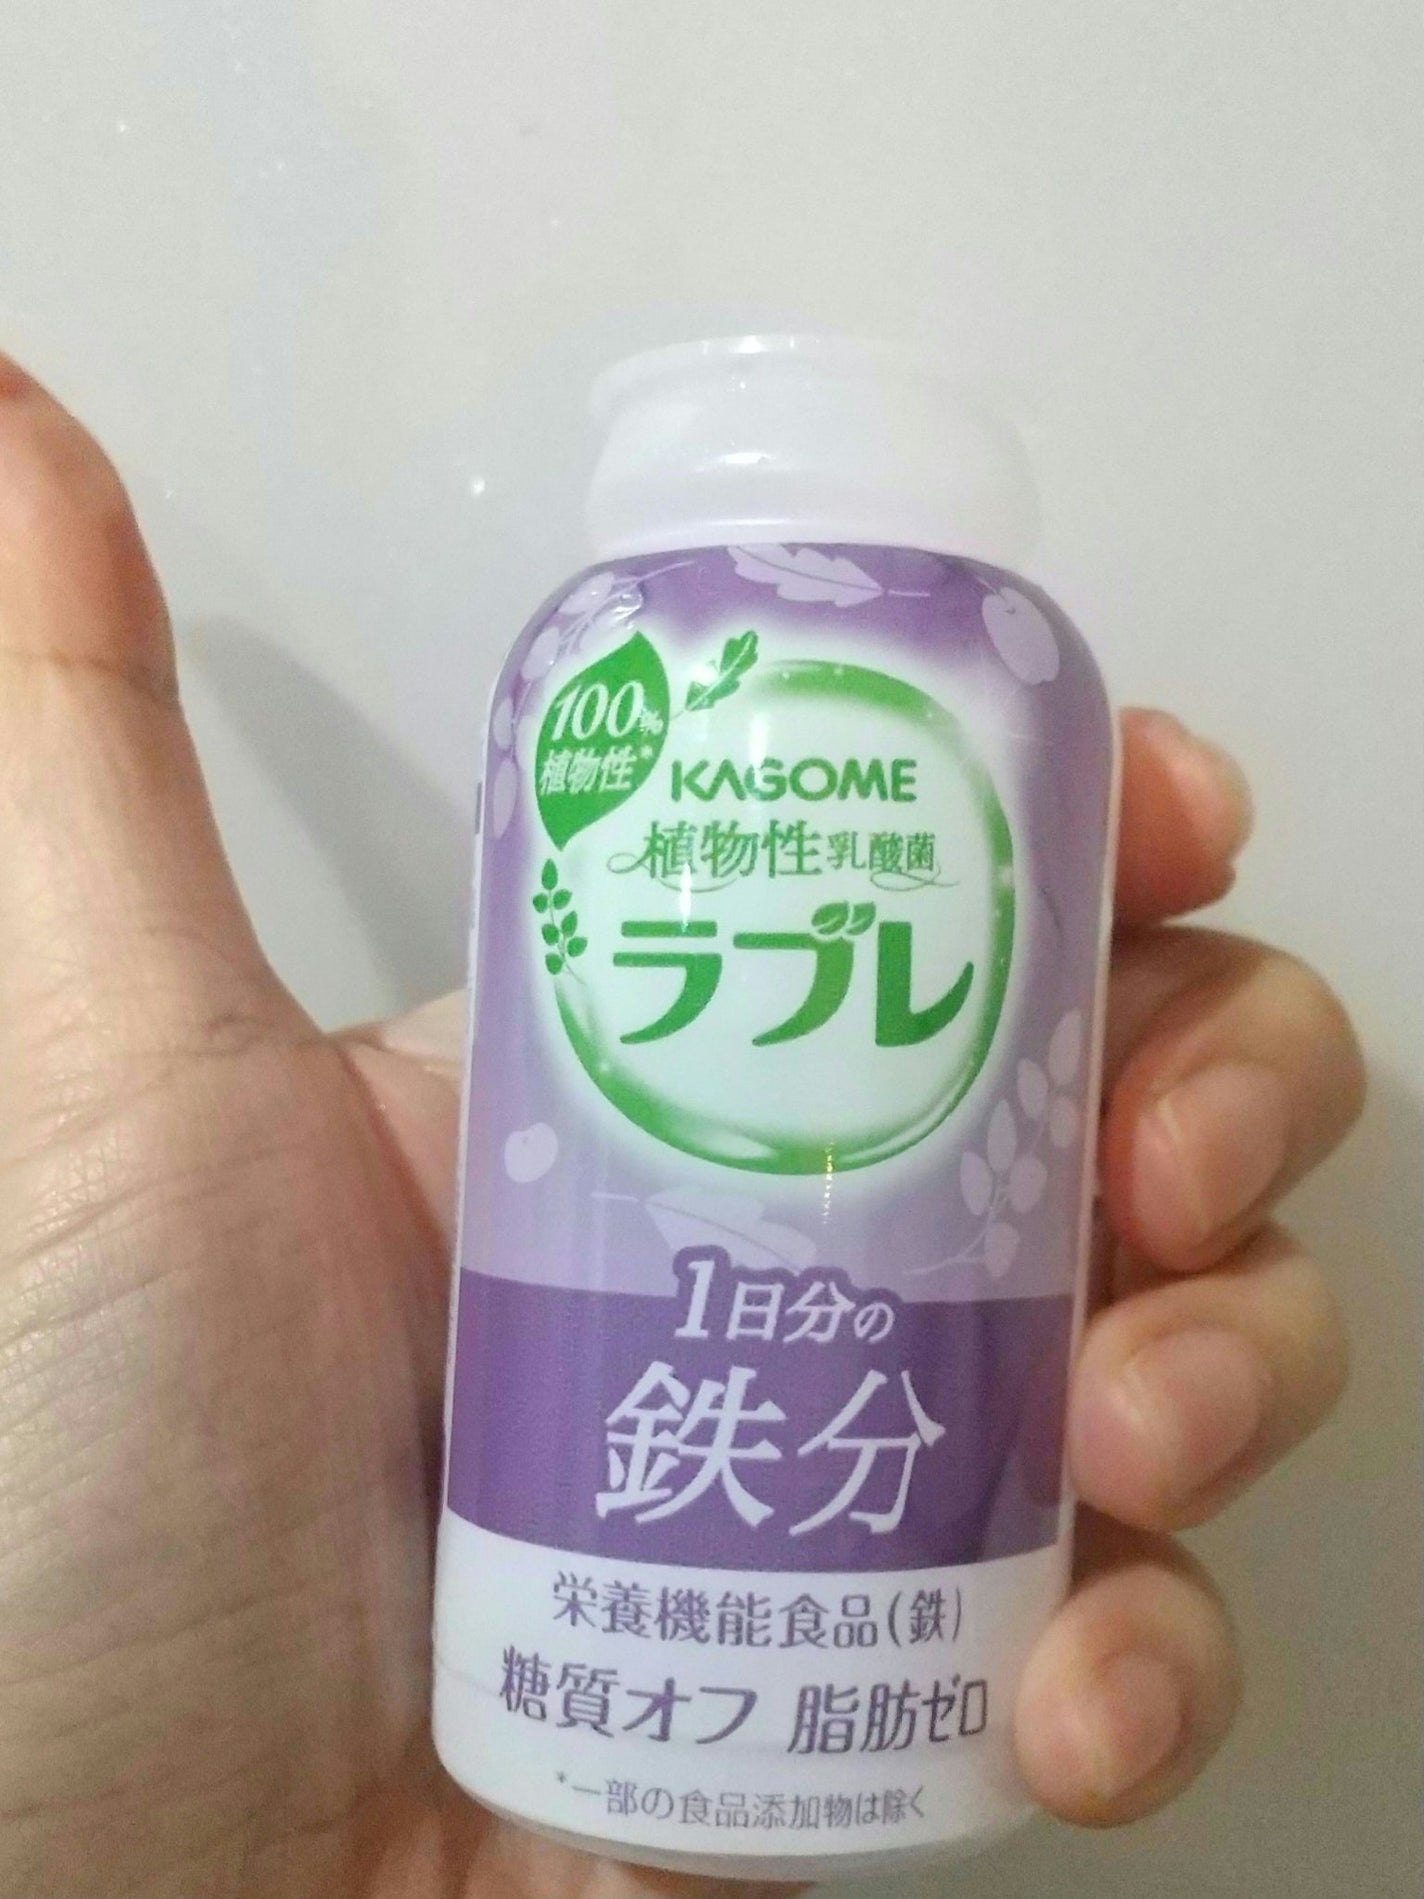 100%
植物性*
KAGOME
植物性乳酸菌
ラブレ
1日分の
鉄分
栄養機能食品(鉄)
糖質オフ 脂肪ゼロ
*一部の食品添加物は除く